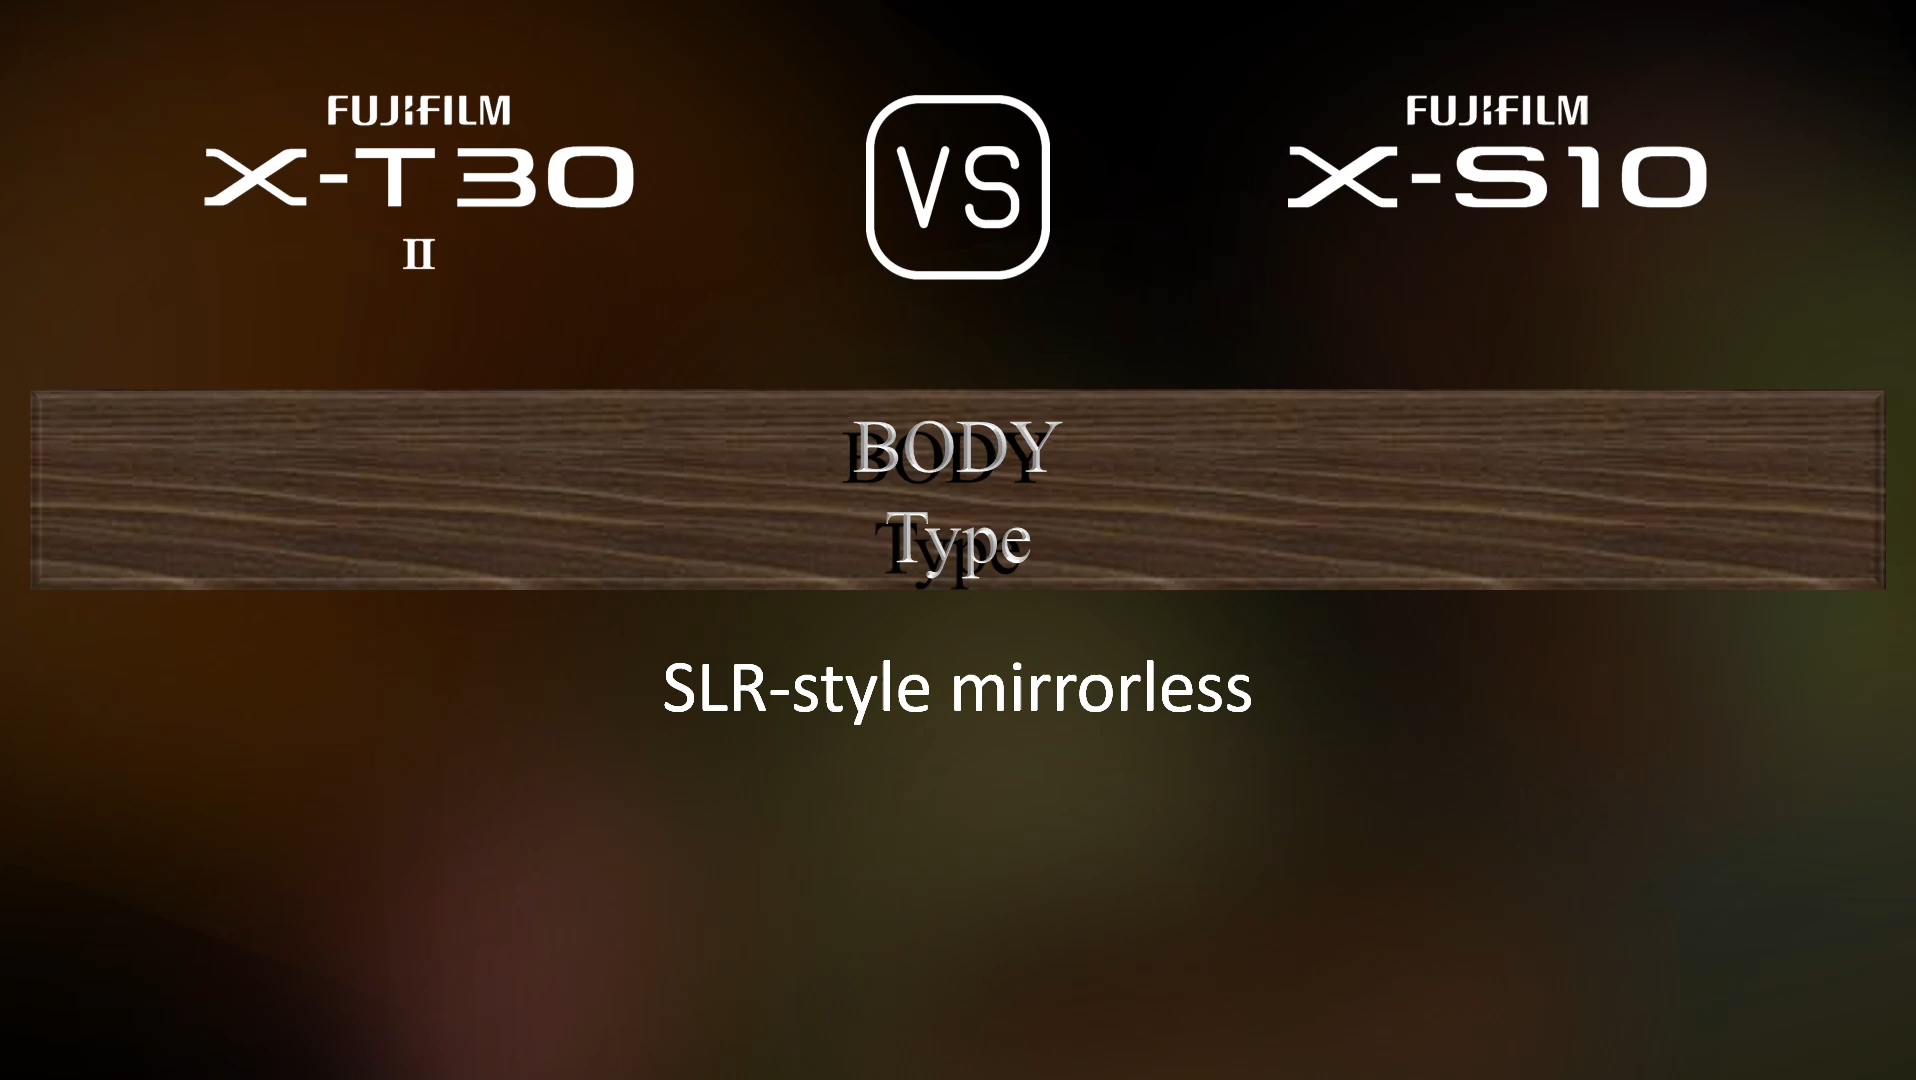 FUJIFILM
X-T30
II
VS
FUJIFILM
X-S10
BODY
Type
SLR-style mirrorless